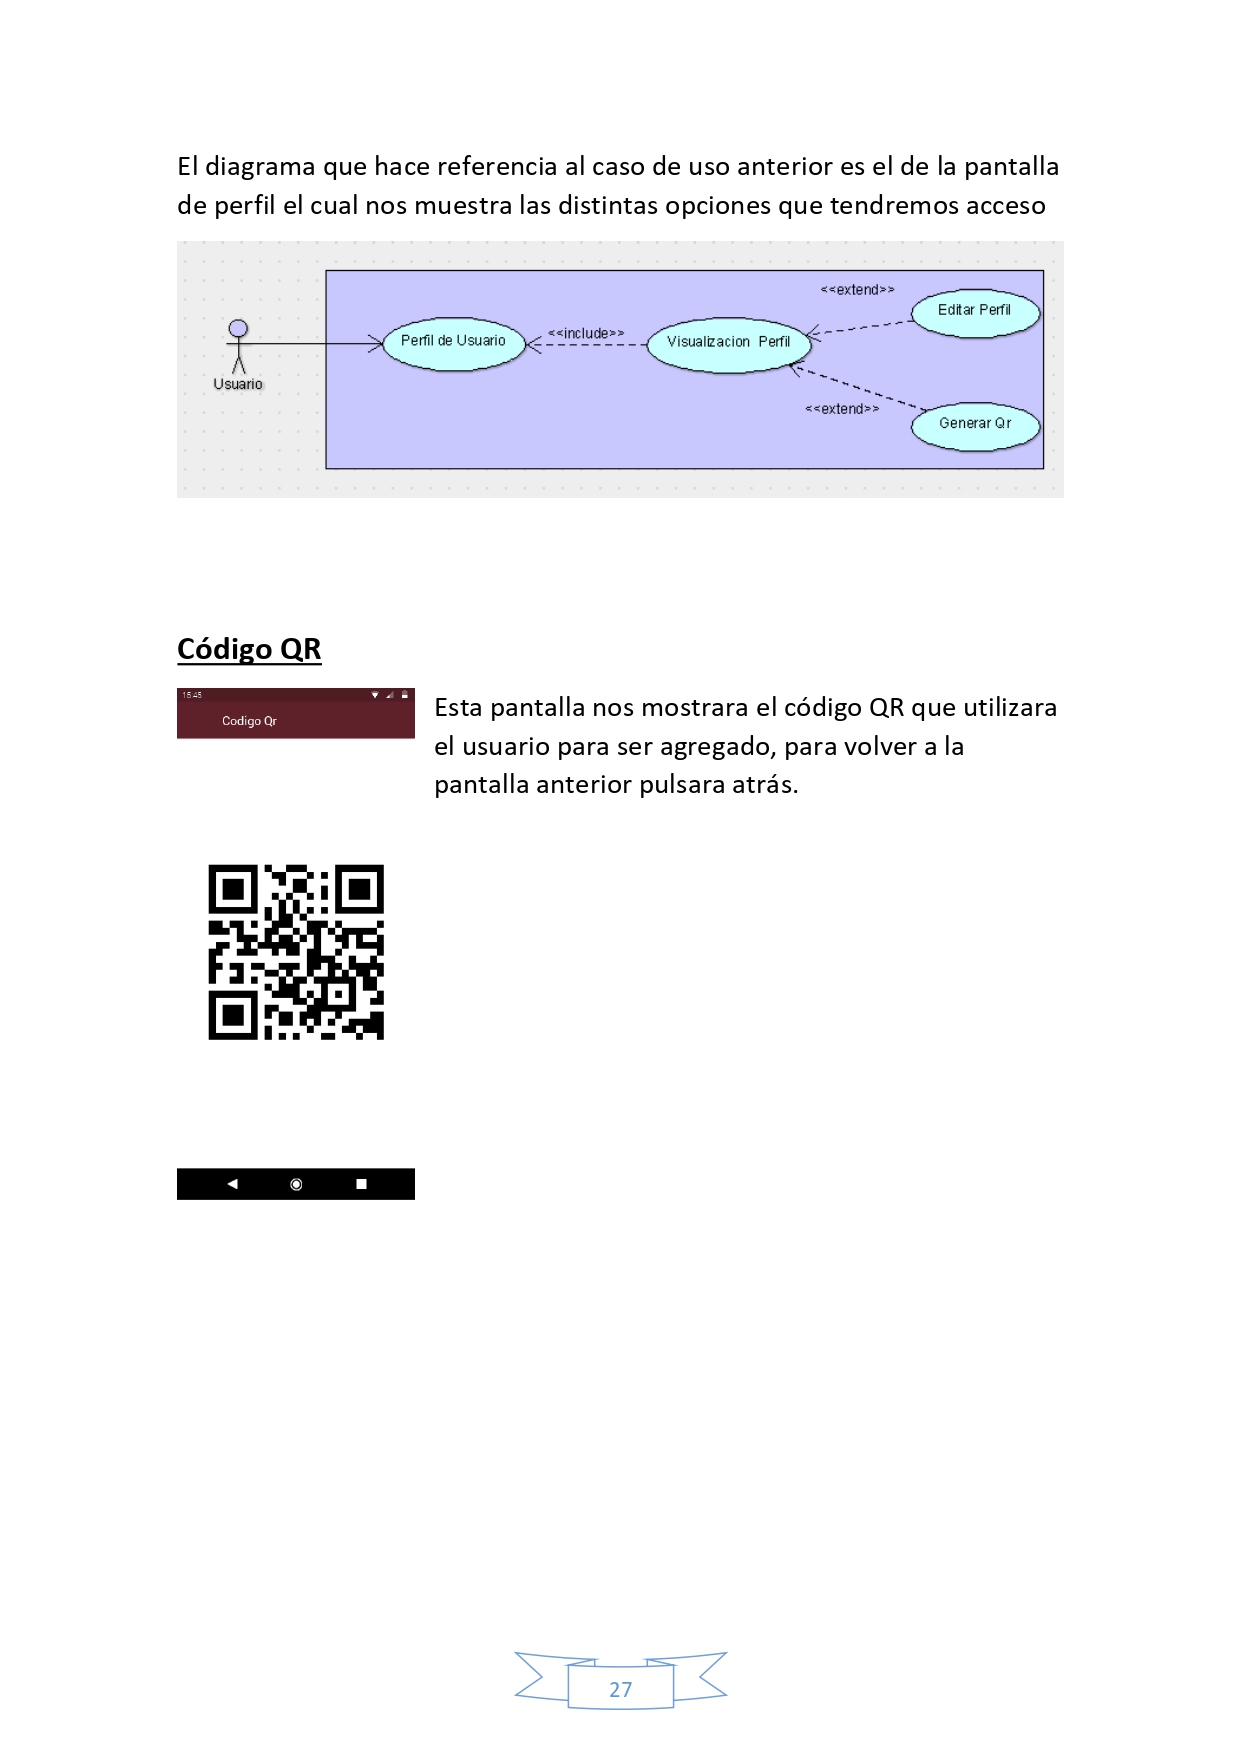 El diagrama que hace referencia al caso de uso anterior es el de la pantalla
de perfil el cual nos muestra las distintas opciones que tendremos acceso
<<extend>>
Editar Perfil
<<include>>
Perfil de Usuario
Visualizacion Perfil
Usuario
<<extend>>
Generar Qr
Código QR
15:45
Codigo Qr
Esta pantalla nos mostrara el código QR que utilizara
el usuario para ser agregado, para volver a la
pantalla anterior pulsara atrás.
27